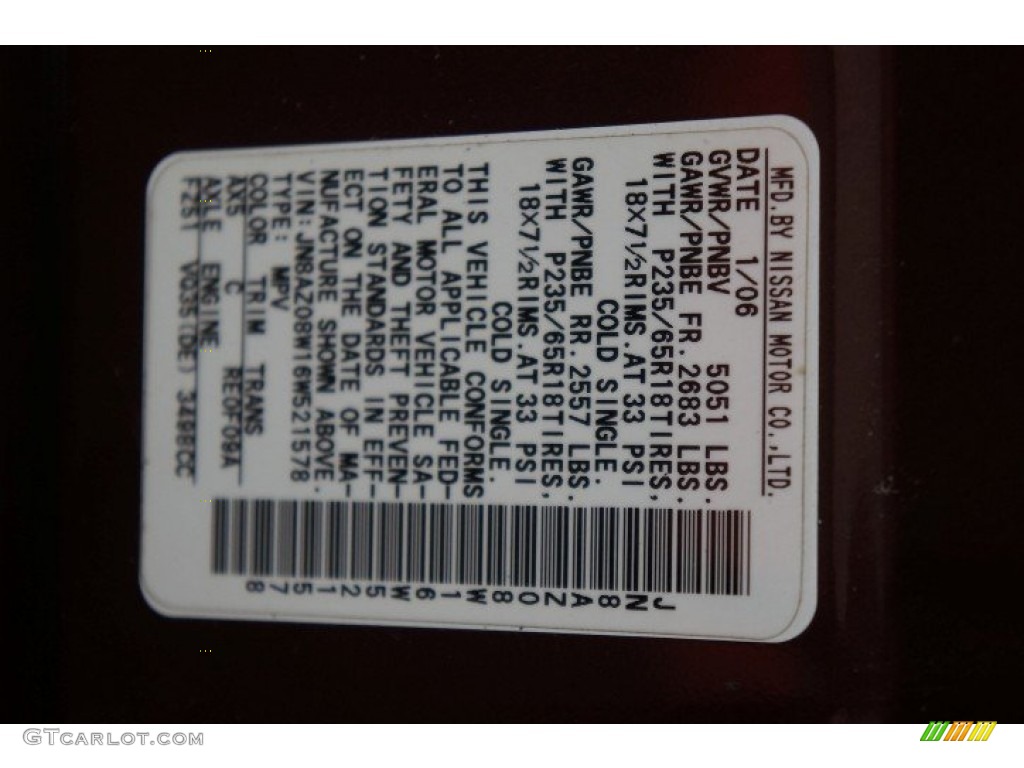 MFD.BY NISSAN MOTOR CO.,LTD.
DATE 1/06
GVWR/PNBV 5051 LBS.
GAWR/PNBE FR.2683 LBS.
WITH P235/65R18TIRES,
18X7½RIMS.AT 33 PSI
COLD SINGLE.
GAWR/PNBE RR.2557 LBS.
WITH P235/65R18TIRES,
18X7½RIMS.AT 33 PSI
COLD SINGLE.
THIS VEHICLE CONFORMS
TO ALL APPLICABLE FED-
ERAL MOTOR VEHICLE SA-
FETY AND THEFT PREVEN-
TION STANDARDS IN EFF-
ECT ON THE DATE OF MA-
NUFACTURE SHOWN ABOVE.
VIN: JN8AZ08W16W521578
TYPE: MPV
COLOR TRIM TRANS
AX5 C RE0F09A
AXLE ENGINE
F251 VQ35(DE) 3498CC
JN8AZ08W16W521578
GTCARLOT.COM